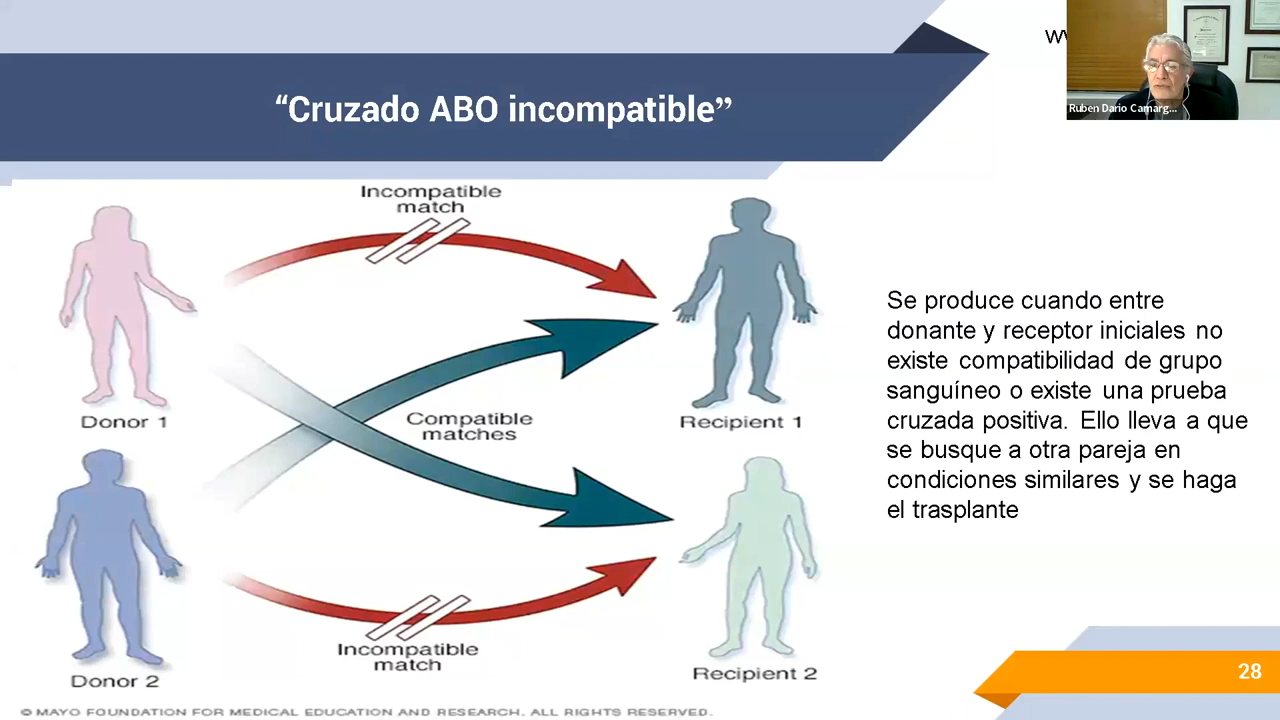 w
Ruben Dario Camarg...
“Cruzado ABO incompatible”
Incompatible
match
Donor 1
Recipient 1
Compatible
matches
Donor 2
Recipient 2
Incompatible
match
© MAYO FOUNDATION FOR MEDICAL EDUCATION AND RESEARCH. ALL RIGHTS RESERVED.
Se produce cuando entre
donante y receptor iniciales no
existe compatibilidad de grupo
sanguíneo o existe una prueba
cruzada positiva. Ello lleva a que
se busque a otra pareja en
condiciones similares y se haga
el trasplante
28